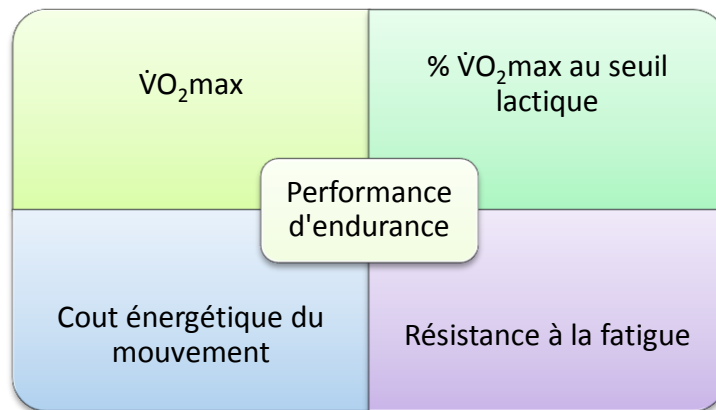 V̇O₂max
% V̇O₂max au seuil
lactique
Performance
d'endurance
Cout énergétique du
mouvement
Résistance à la fatigue